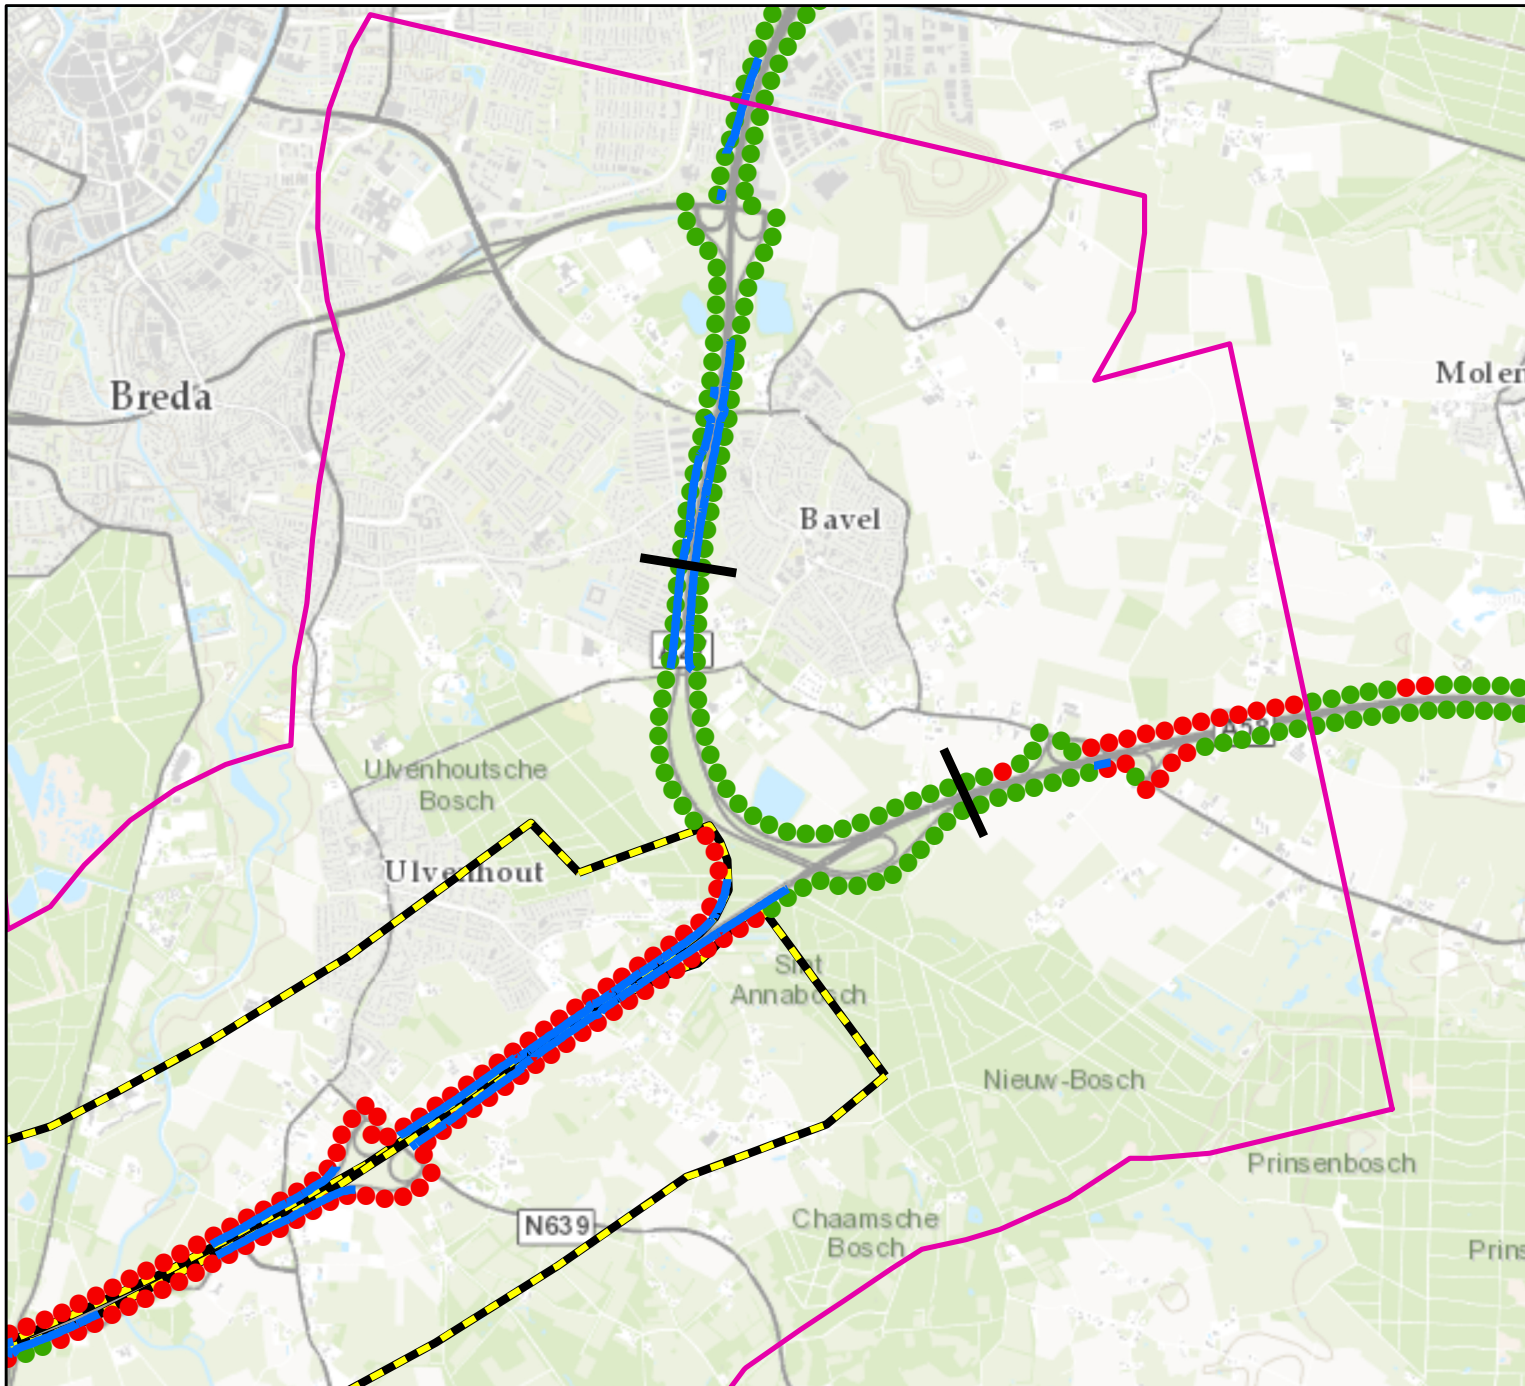 Breda
Molen
Bavel
Ulvenhoutsche
Bosch
Ulvenhout
Annabosch
Nieuw-Bosch
Prinsenbosch
N639
Chaamsche
Bosch
Prins